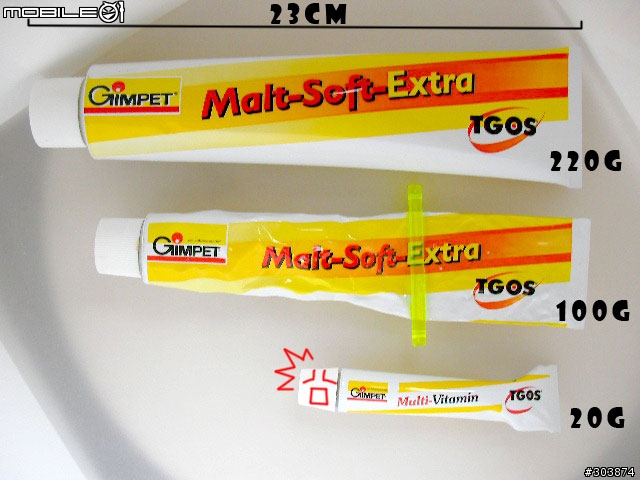 MOBILE01
23CM
GIMPET
Malt-Soft-Extra
TGOS
220G
GIMPET
Malt-Soft-Extra
TGOS
100G
GIMPET
Multi-Vitamin
TGOS
20G
#303874